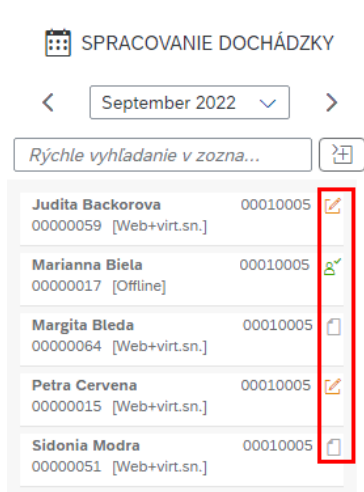 SPRACOVANIE DOCHÁDZKY
September 2022
Rýchle vyhľadanie v zozna...
Judita Backorova 00010005
00000059 [Web+virt.sn.]
Marianna Biela 00010005
00000017 [Offline]
Margita Bleda 00010005
00000064 [Web+virt.sn.]
Petra Cervena 00010005
00000015 [Web+virt.sn.]
Sidonia Modra 00010005
00000051 [Web+virt.sn.]